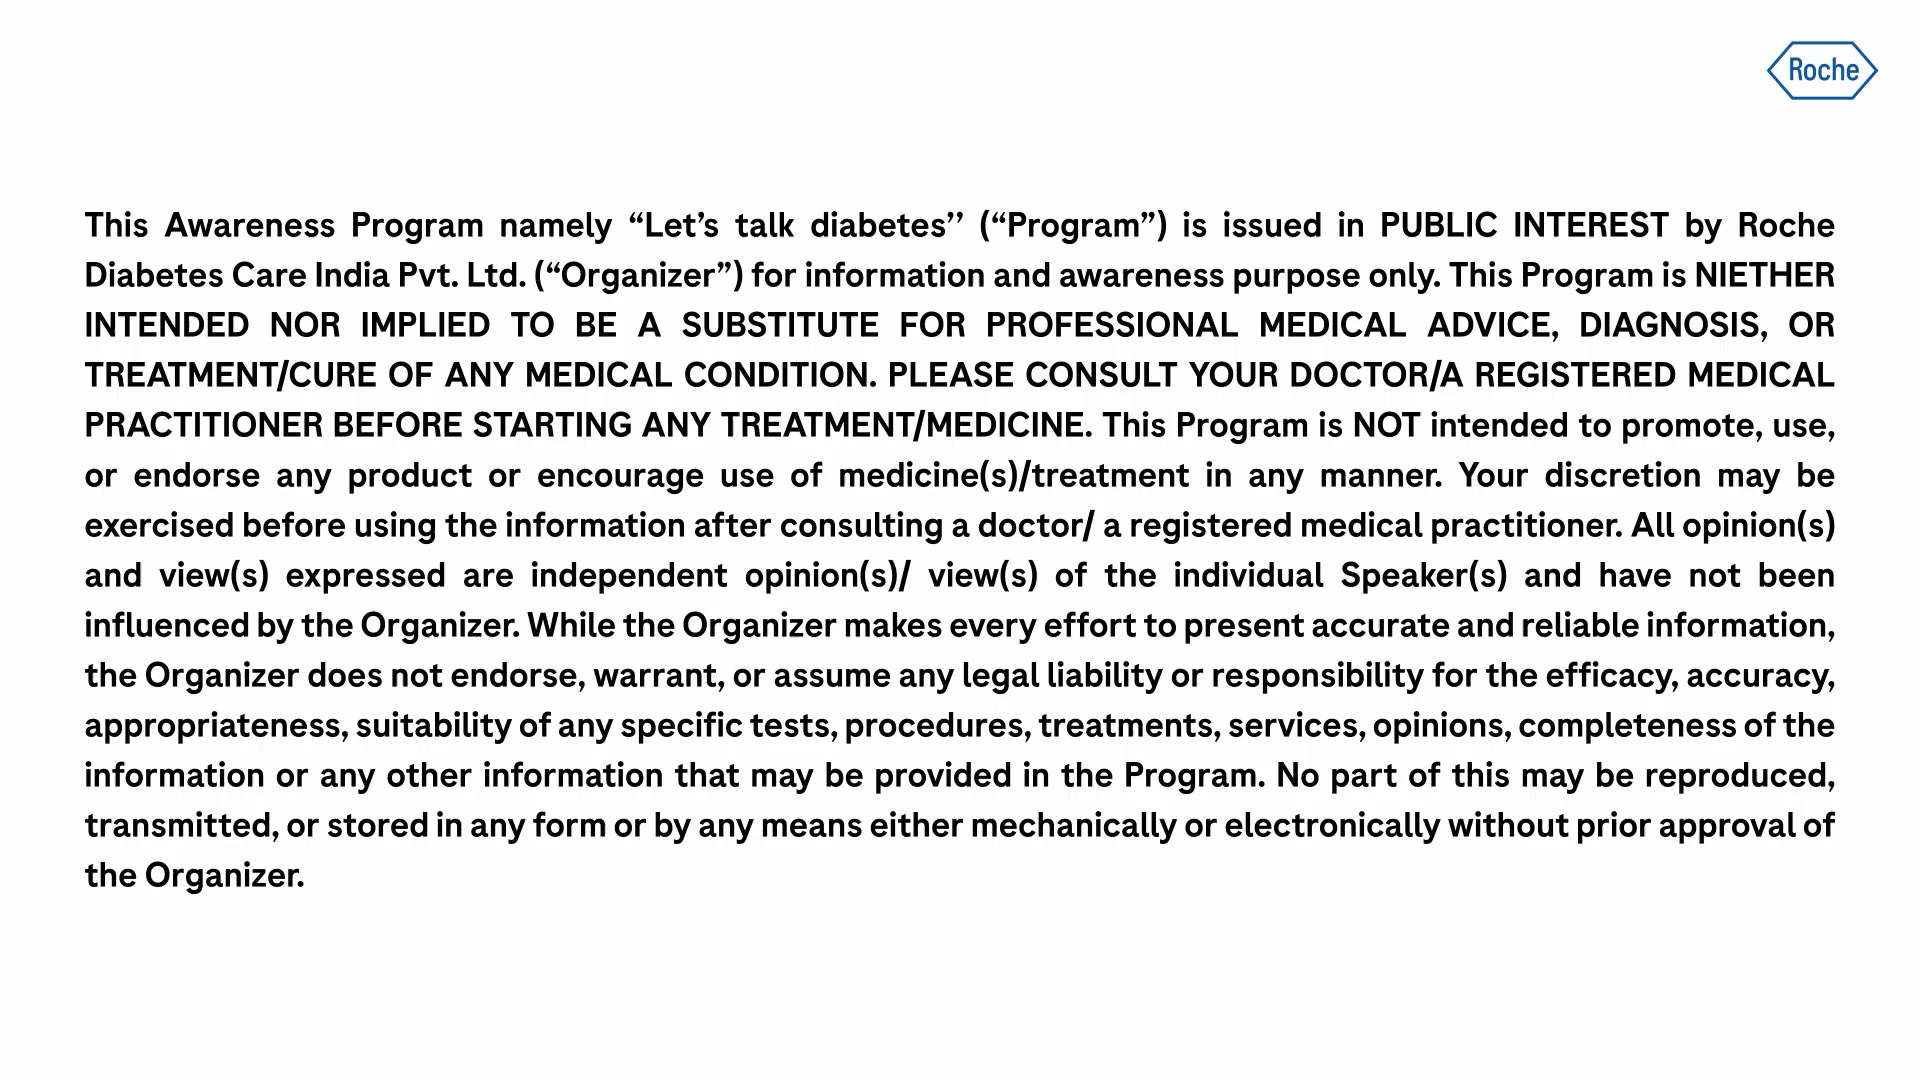 Roche
This Awareness Program namely “Let’s talk diabetes’’ (“Program”) is issued in PUBLIC INTEREST by Roche
Diabetes Care India Pvt. Ltd. (“Organizer”) for information and awareness purpose only. This Program is NIETHER
INTENDED NOR IMPLIED TO BE A SUBSTITUTE FOR PROFESSIONAL MEDICAL ADVICE, DIAGNOSIS, OR
TREATMENT/CURE OF ANY MEDICAL CONDITION. PLEASE CONSULT YOUR DOCTOR/A REGISTERED MEDICAL
PRACTITIONER BEFORE STARTING ANY TREATMENT/MEDICINE. This Program is NOT intended to promote, use,
or endorse any product or encourage use of medicine(s)/treatment in any manner. Your discretion may be
exercised before using the information after consulting a doctor/ a registered medical practitioner. All opinion(s)
and view(s) expressed are independent opinion(s)/ view(s) of the individual Speaker(s) and have not been
influenced by the Organizer. While the Organizer makes every effort to present accurate and reliable information,
the Organizer does not endorse, warrant, or assume any legal liability or responsibility for the efficacy, accuracy,
appropriateness, suitability of any specific tests, procedures, treatments, services, opinions, completeness of the
information or any other information that may be provided in the Program. No part of this may be reproduced,
transmitted, or stored in any form or by any means either mechanically or electronically without prior approval of
the Organizer.